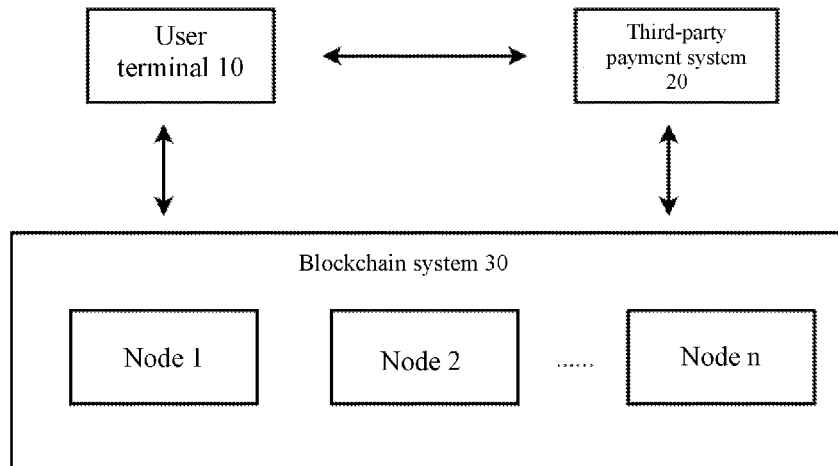 User
terminal 10
Third-party
payment system
20
Blockchain system 30
Node 1
Node 2
......
Node n